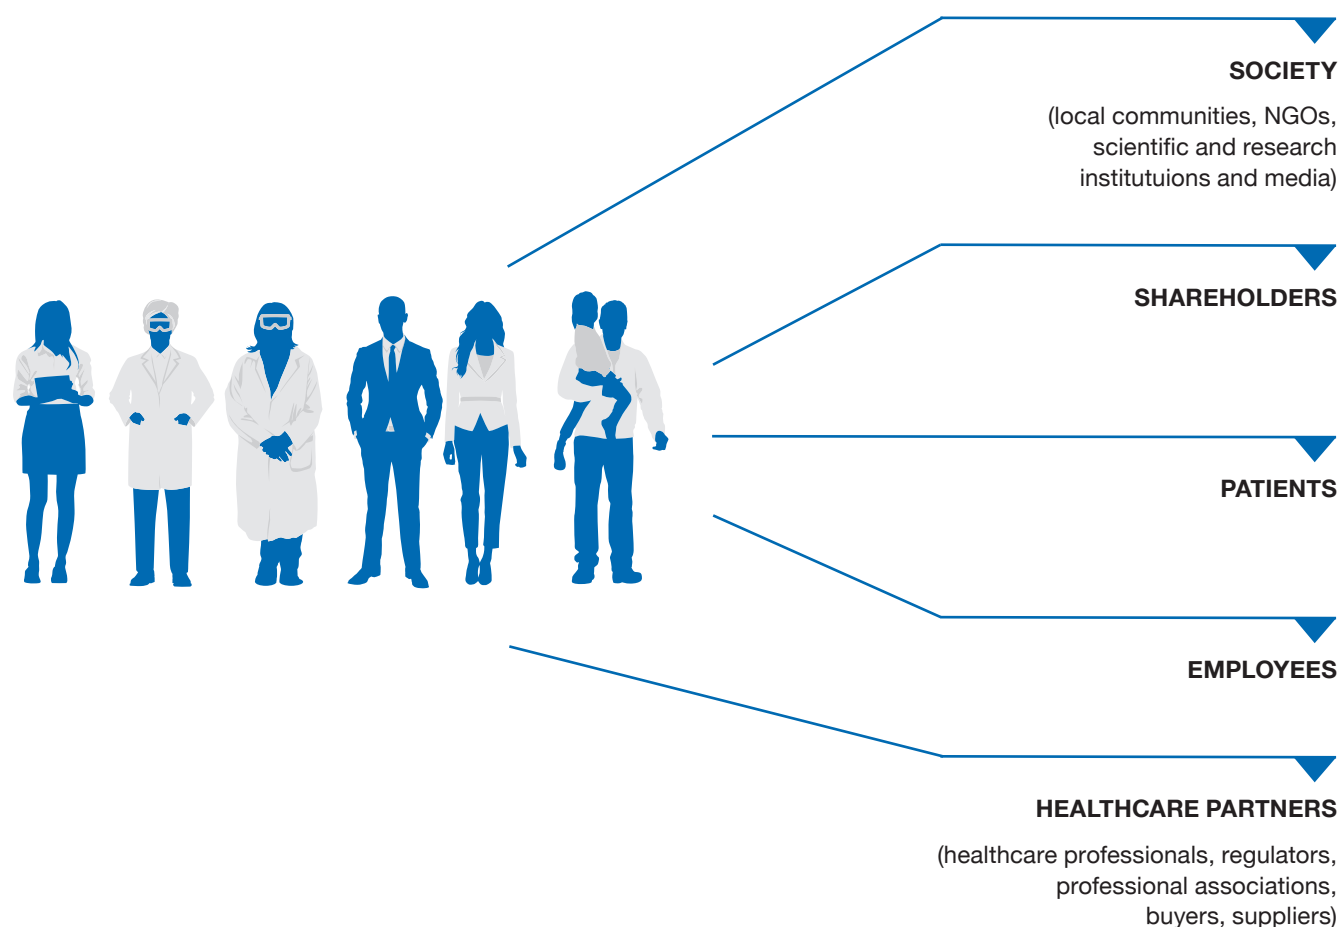 SOCIETY
(local communities, NGOs,
scientific and research
institutuions and media)
SHAREHOLDERS
PATIENTS
EMPLOYEES
HEALTHCARE PARTNERS
(healthcare professionals, regulators,
professional associations,
buyers, suppliers)